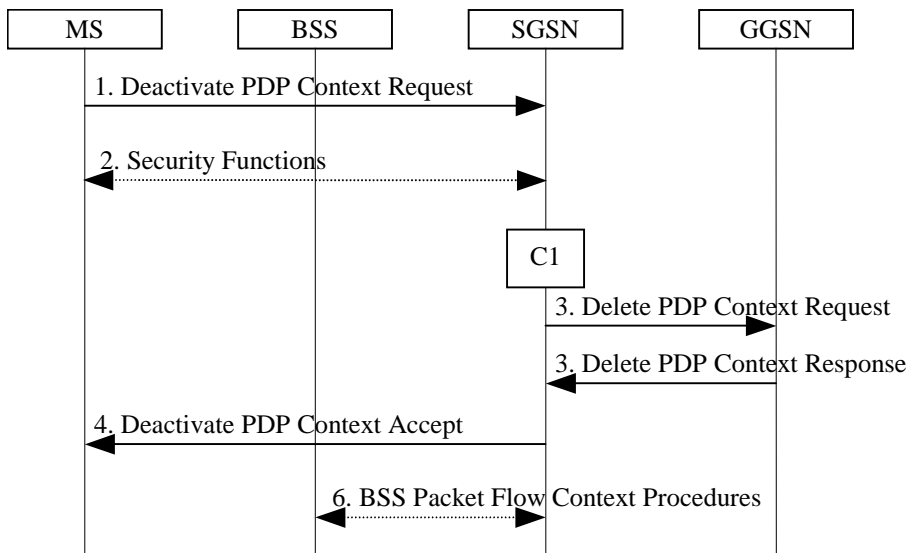 MS
BSS
SGSN
GGSN
1. Deactivate PDP Context Request
2. Security Functions
C1
3. Delete PDP Context Request
3. Delete PDP Context Response
4. Deactivate PDP Context Accept
6. BSS Packet Flow Context Procedures